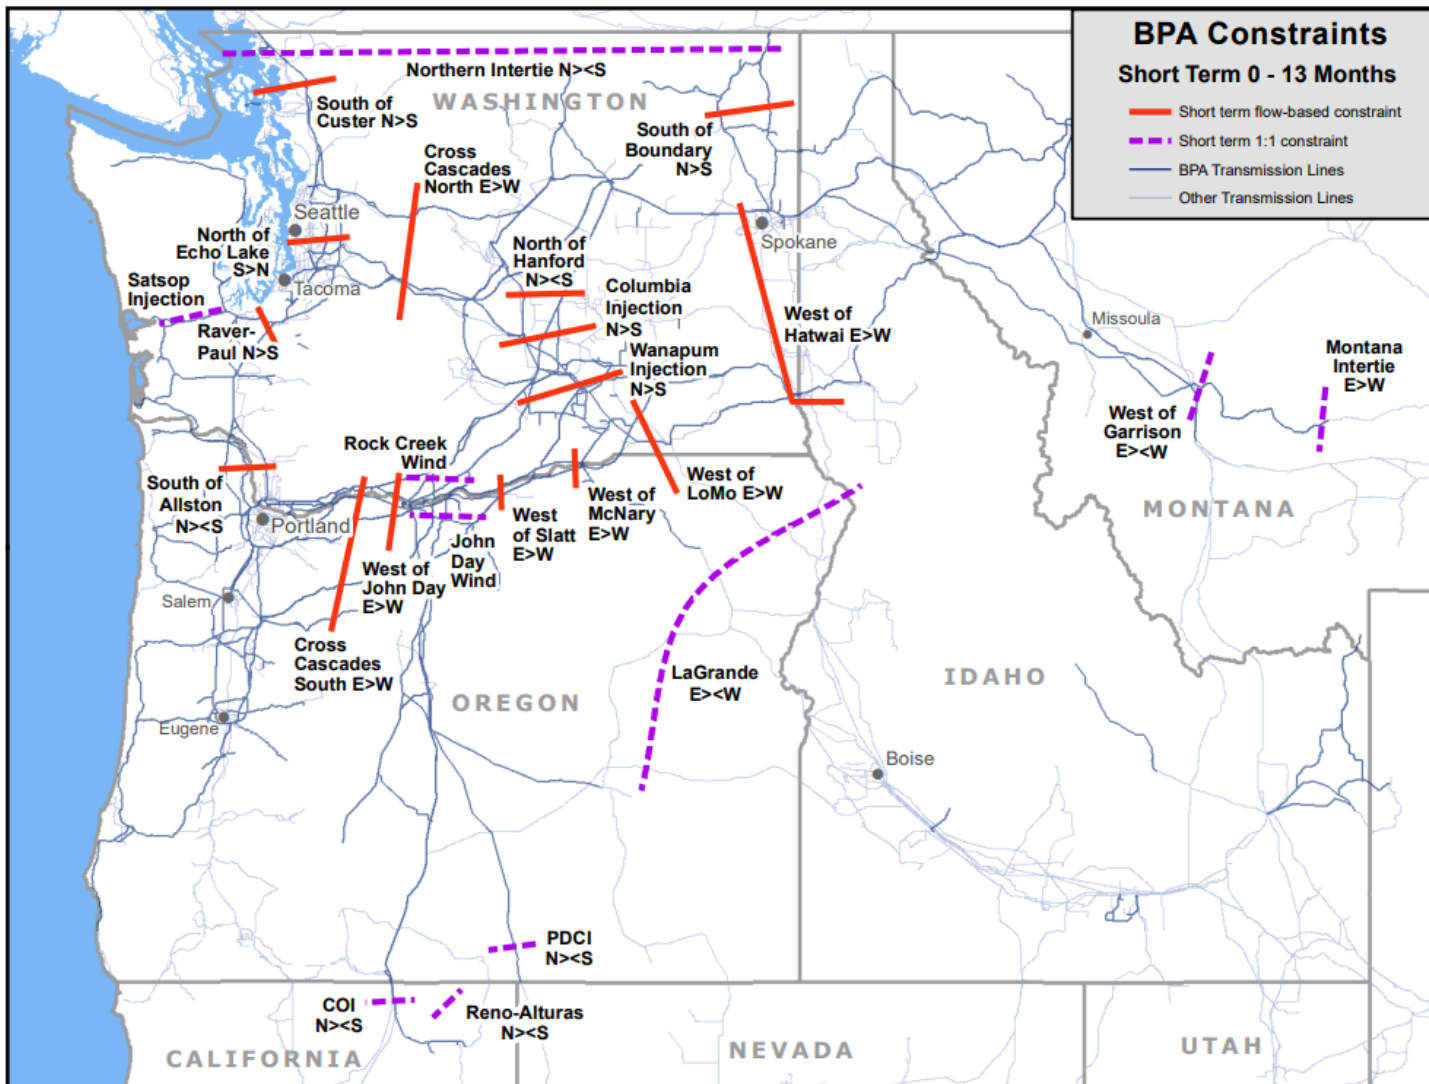 BPA Constraints
Short Term 0 - 13 Months
Short term flow-based constraint
Short term 1:1 constraint
BPA Transmission Lines
Other Transmission Lines
Northern Intertie N><S
WASHINGTON
South of
Custer N>S
South of
Boundary
N>S
Cross
Cascades
North E>W
Seattle
North of
Echo Lake
S>N
Tacoma
Satsop
Injection
Raver-
Paul N>S
North of
Hanford
N><S
Columbia
Injection
N>S
Wanapum
Injection
N>S
Spokane
West of
Hatwai E>W
Missoula
Montana
Intertie
E>W
West of
Garrison
E><W
MONTANA
Rock Creek
Wind
South of
Allston
N><S
Portland
West of
LoMo E>W
West of
McNary
E>W
West
of Slatt
E>W
John
Day
Wind
West of
John Day
E>W
Salem
Cross
Cascades
South E>W
LaGrande
E><W
IDAHO
OREGON
Eugene
Boise
PDCI
N><S
COI
N><S
Reno-Alturas
N><S
CALIFORNIA
NEVADA
UTAH